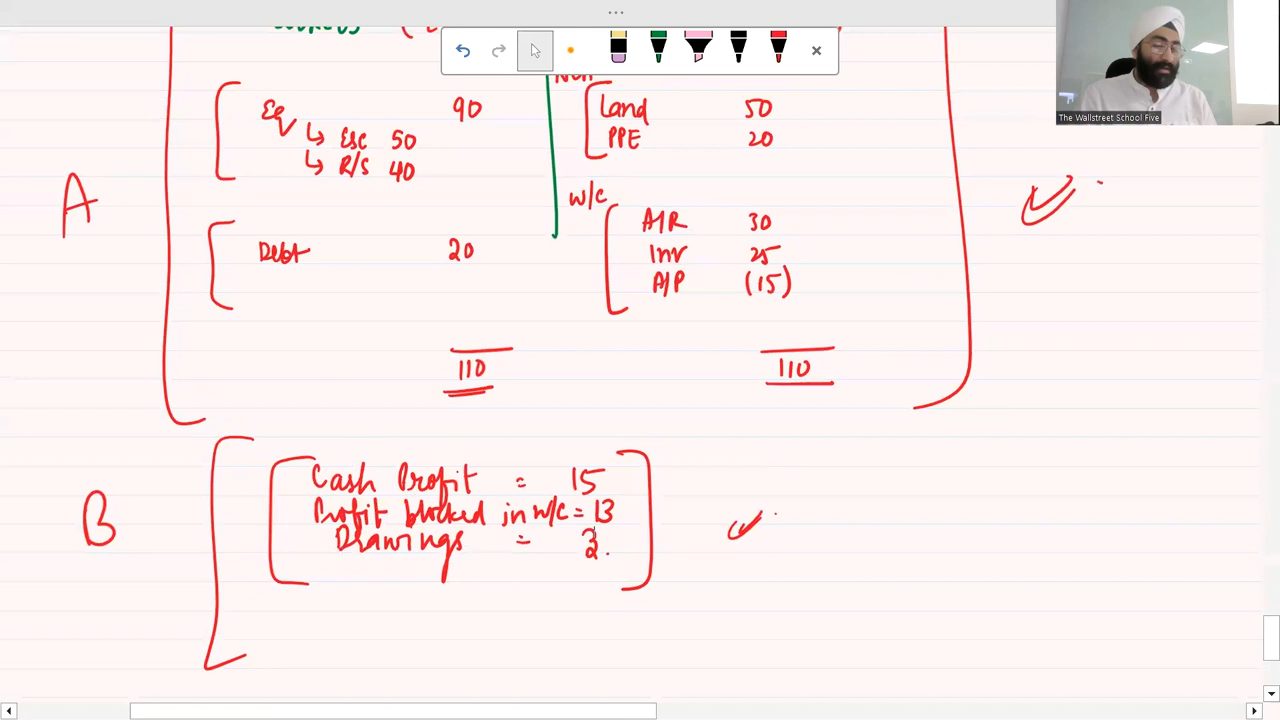 The Wallstreet School Five
Eq 90
↳ ESC 50
↳ R/S 40
Debt 20
110
Land 50
PPE 20
W/C
A/R 30
Inv 25
A/P (15)
110
A
B
Cash Profit = 15
Profit blocked in W/C = 13
Drawings =